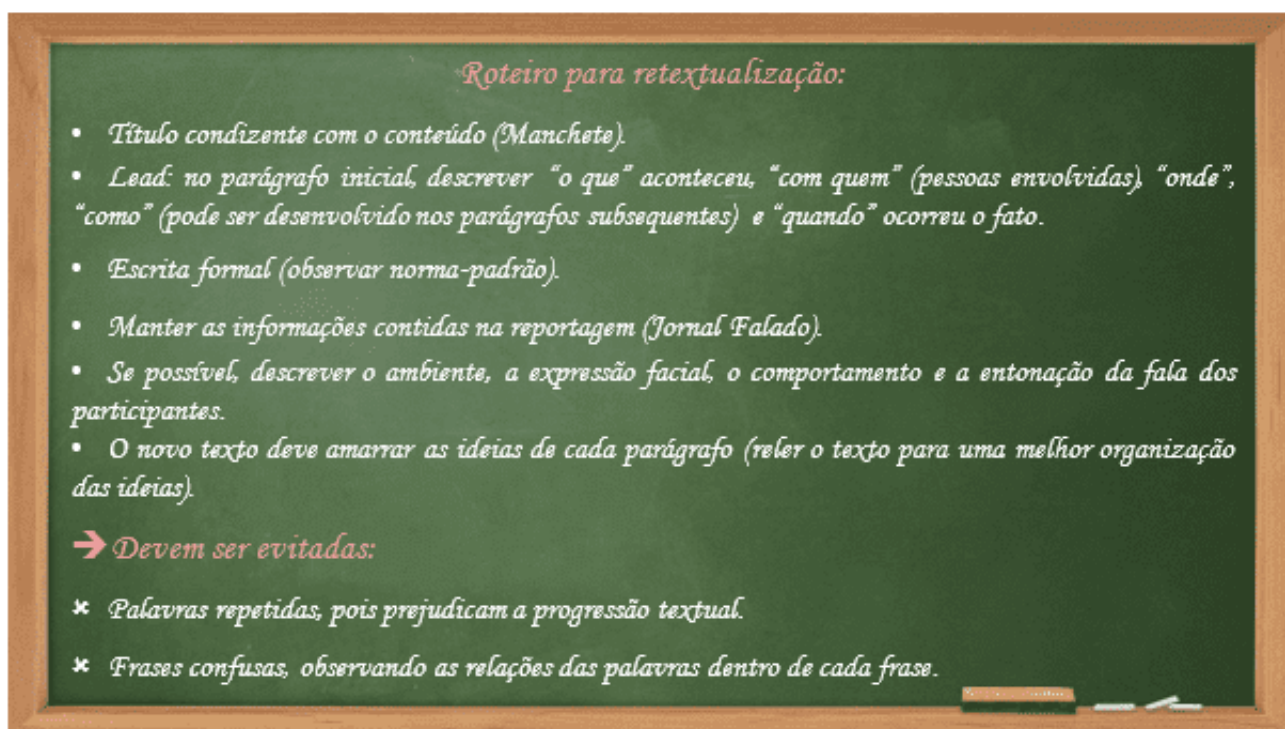 Roteiro para retextualização:
• Título condizente com o conteúdo (Manchete).
• Lead: no parágrafo inicial, descrever “o que” aconteceu, “com quem” (pessoas envolvidas), “onde”,
“como” (pode ser desenvolvido nos parágrafos subsequentes) e “quando” ocorreu o fato.
• Escrita formal (observar norma-padrão).
• Manter as informações contidas na reportagem (Jornal Falado).
• Se possível, descrever o ambiente, a expressão facial, o comportamento e a entonação da fala dos
participantes.
• O novo texto deve amarrar as ideias de cada parágrafo (reler o texto para uma melhor organização
das ideias).
➔ Devem ser evitadas:
× Palavras repetidas, pois prejudicam a progressão textual.
× Frases confusas, observando as relações das palavras dentro de cada frase.